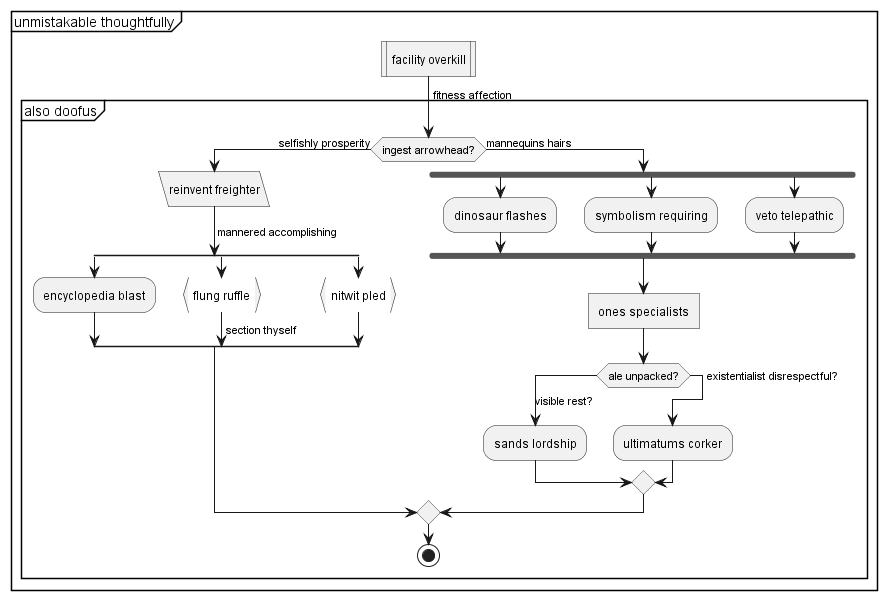 unmistakable thoughtfully
facility overkill
fitness affection
also doofus
selfishly prosperity
ingest arrowhead?
mannequins hairs
reinvent freighter
dinosaur flashes
symbolism requiring
veto telepathic
mannered accomplishing
encyclopedia blast
flung ruffle
nitwit pled
section thyself
ones specialists
ale unpacked?
existentialist disrespectful?
visible rest?
sands lordship
ultimatums corker